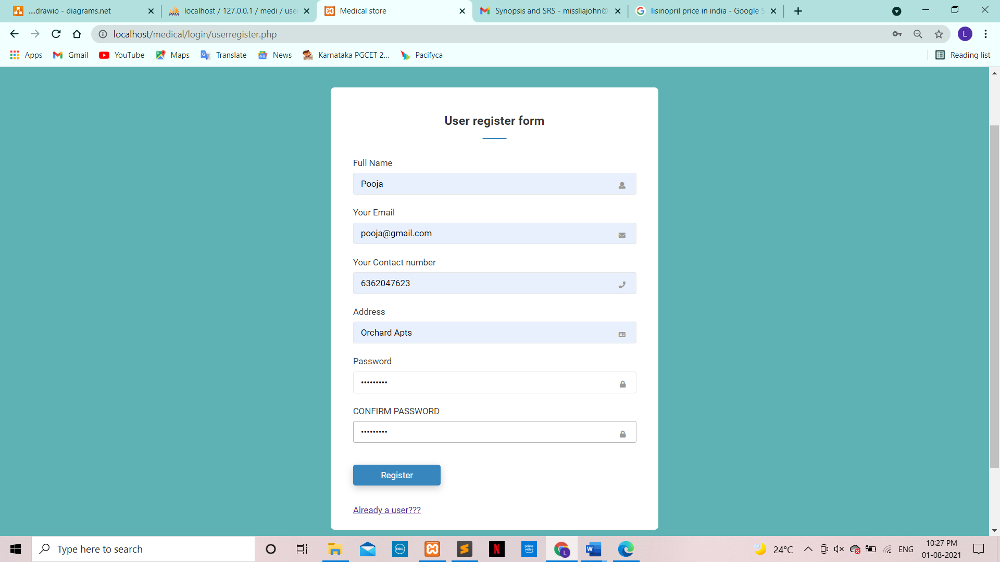 ....drawio - diagrams.net
localhost / 127.0.0.1 / medi / use
Medical store
Synopsis and SRS - missliajohn@
lisinopril price in india - Google S
localhost/medical/login/userregister.php
L
Apps
Gmail
YouTube
Maps
Translate
News
Karnataka PGCET 2...
Pacifyca
Reading list
User register form
Full Name
Pooja
Your Email
pooja@gmail.com
Your Contact number
6362047623
Address
Orchard Apts
Password
•••••••••
CONFIRM PASSWORD
•••••••••
Register
Already a user???
Type here to search
24°C
ENG
10:27 PM
01-08-2021